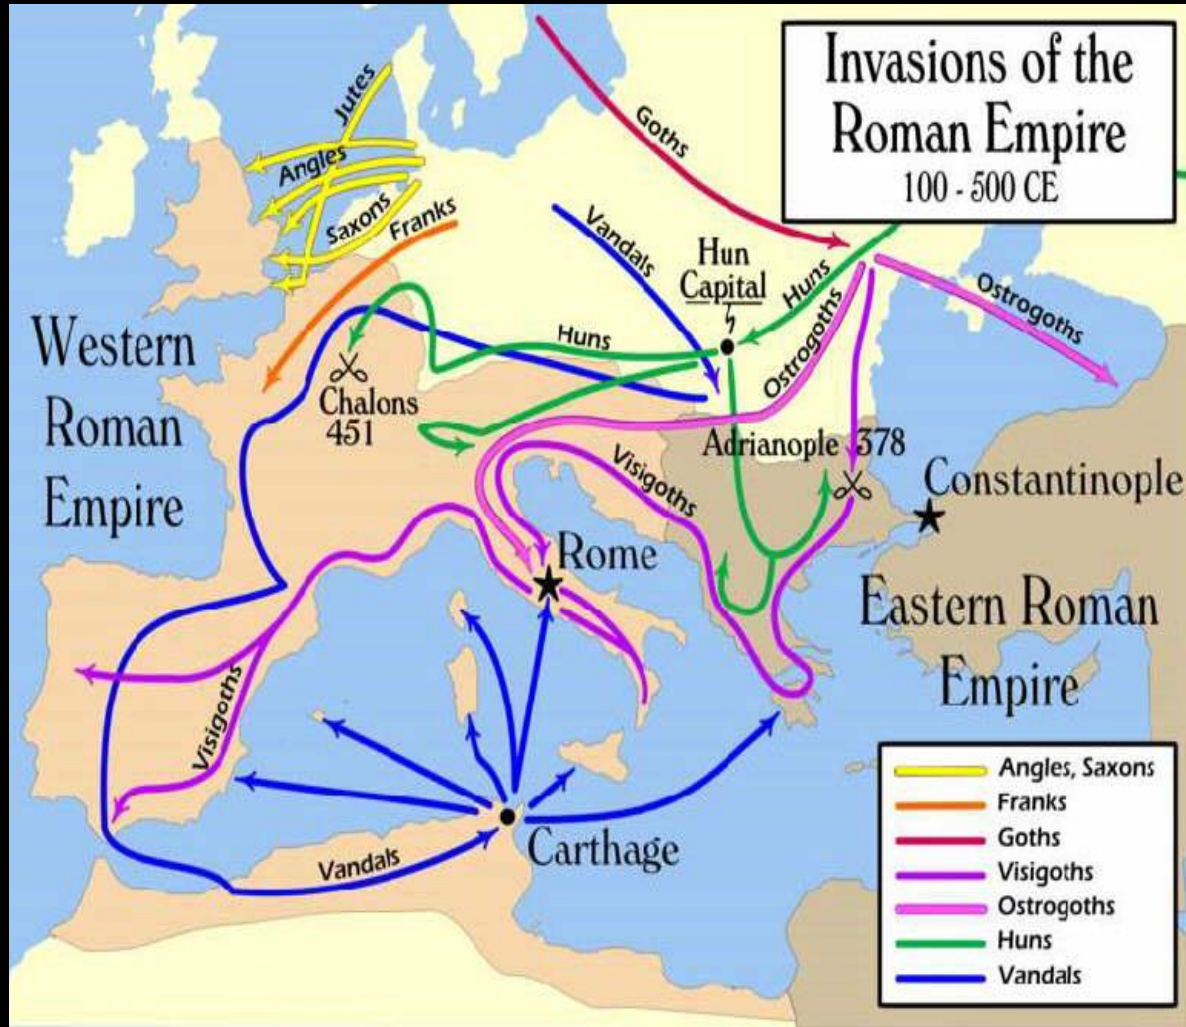 Invasions of the
Roman Empire
100 - 500 CE
Jutes
Angles
Saxons
Franks
Goths
Vandals
Hun
Capital
Huns
Ostrogoths
Ostrogoths
Huns
Western
Roman
Empire
Chalons
451
Adrianople 378
Visigoths
Constantinople
Rome
Eastern Roman
Empire
Visigoths
Carthage
Vandals
Angles, Saxons
Franks
Goths
Visigoths
Ostrogoths
Huns
Vandals